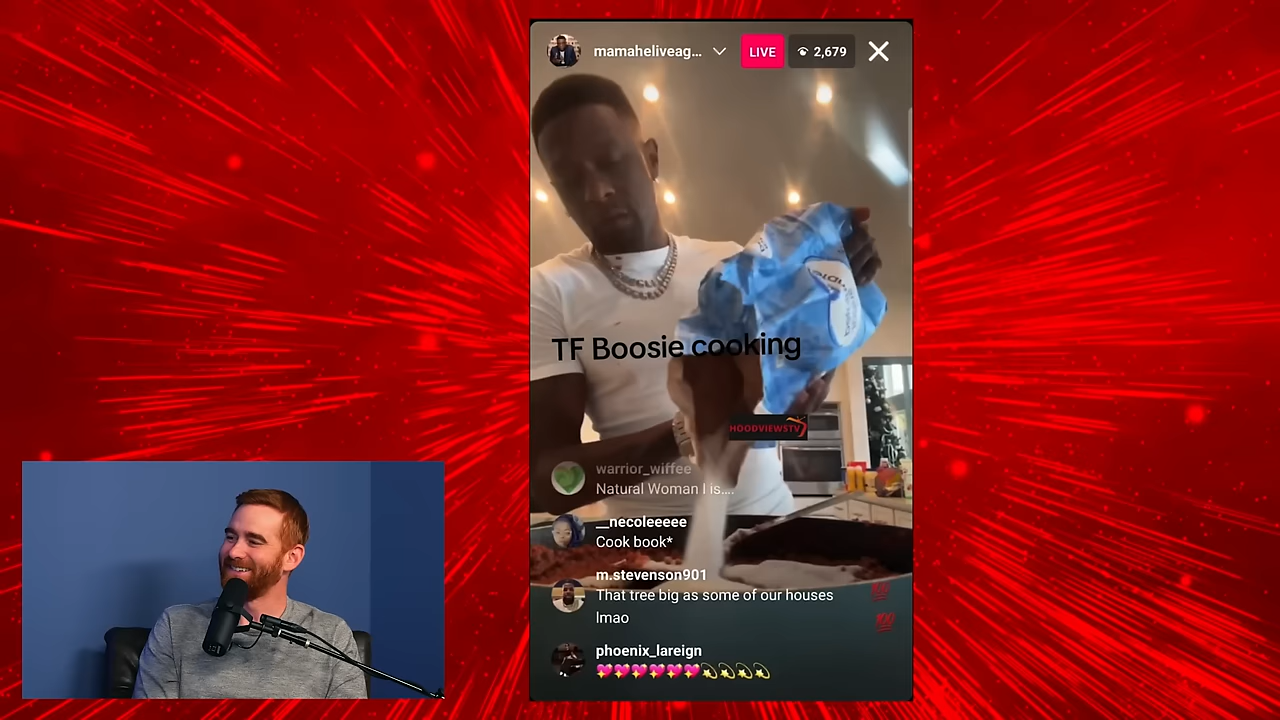 mamaheliveag...
LIVE
2,679
TF Boosie cooking
HOODVIEWSTV
warrior_wiffee
Natural Woman I is....
__necoleeeee
Cook book*
m.stevenson901
That tree big as some of our houses
lmao
💯
💯
phoenix_lareign
💖💖💖💖💖💖💫💫💫💫